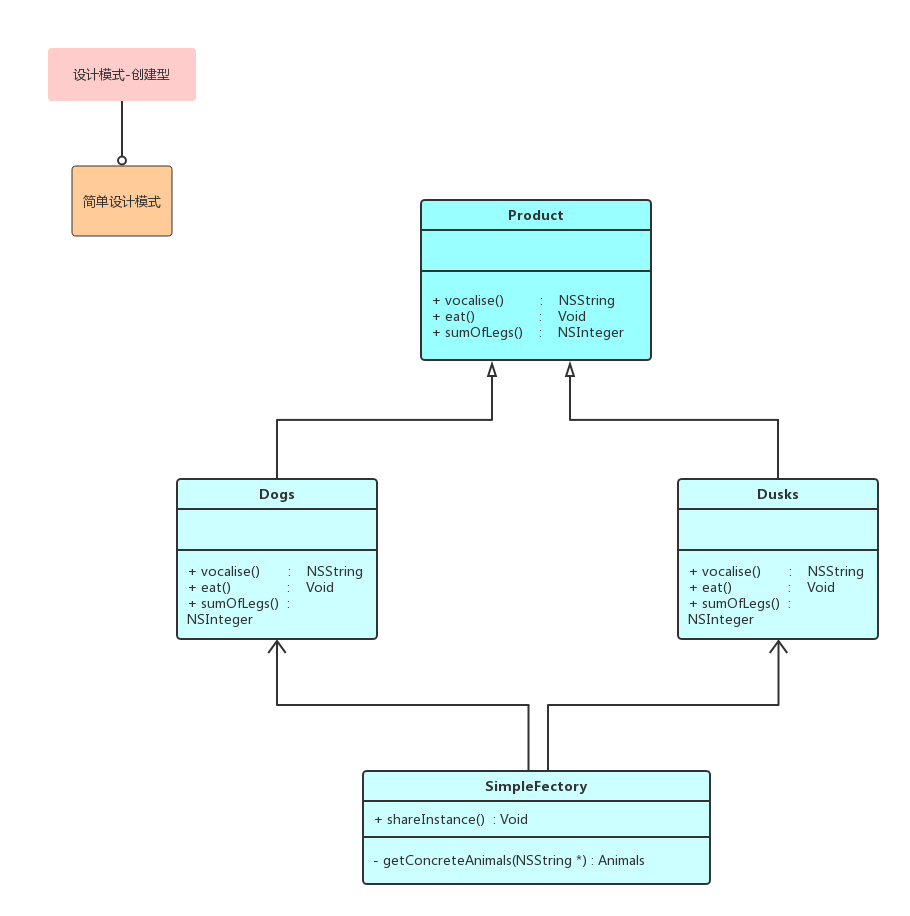 设计模式-创建型
简单设计模式
Product
+ vocalise() : NSString
+ eat() : Void
+ sumOfLegs() : NSInteger
Dogs
+ vocalise() : NSString
+ eat() : Void
+ sumOfLegs() :
NSInteger
Dusks
+ vocalise() : NSString
+ eat() : Void
+ sumOfLegs() :
NSInteger
SimpleFectory
+ shareInstance() : Void
- getConcreteAnimals(NSString *) : Animals